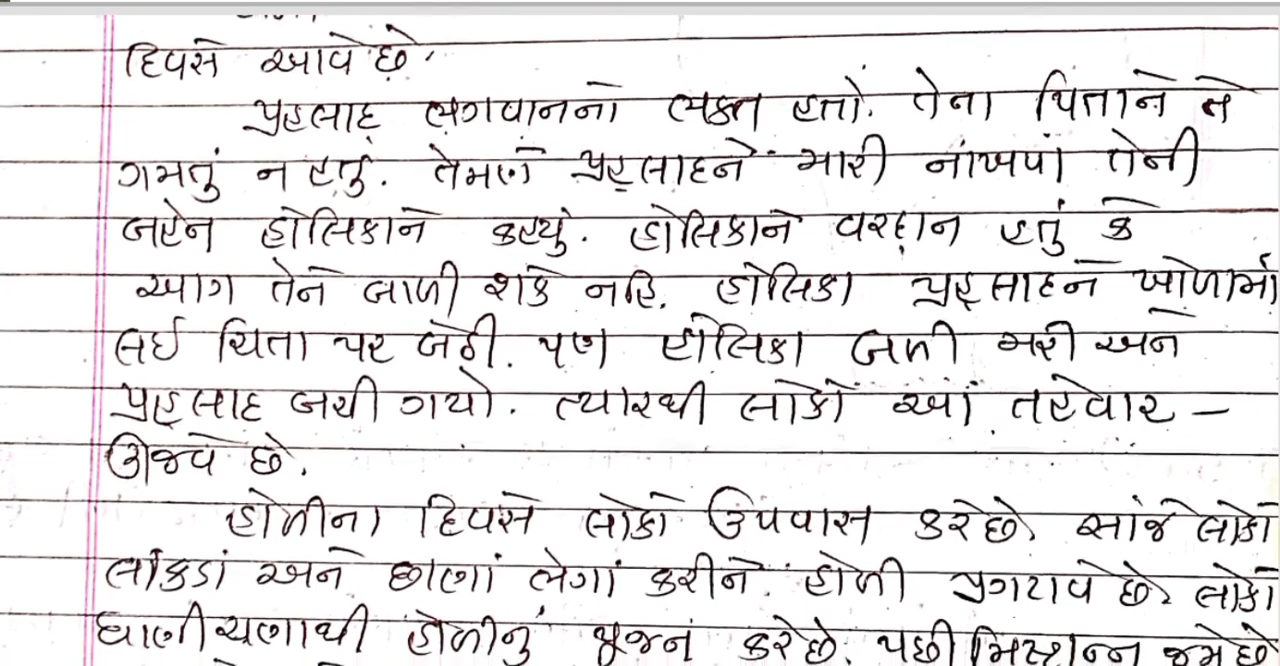 દિવસે આવે છે.
પ્રહલાદ ભગવાનનો ભક્ત હતો. તેના પિતાને તે
ગમતું ન હતું. તેમણે પ્રહલાદને મારી નાંખવા તેની
બહેન હોલિકાને કહ્યું. હોલિકાને વરદાન હતું કે
આગ તેને બાળી શકે નહિ. હોલિકા પ્રહલાદને ખોળામાં
લઈ ચિતા પર બેઠી. પણ હોલિકા બળી મરી અને
પ્રહલાદ બચી ગયો. ત્યારથી લોકો આ તહેવાર -
ઊજવે છે.
હોળીના દિવસે લોકો ઉપવાસ કરે છે. સાંજે લોકો
લાકડાં અને છાણાં ભેગાં કરીને હોળી પ્રગટાવે છે. લોકો
ધાણી ચણાથી હોળીનું પૂજન કરે છે. પછી મિષ્ટાન્ન જમે છે